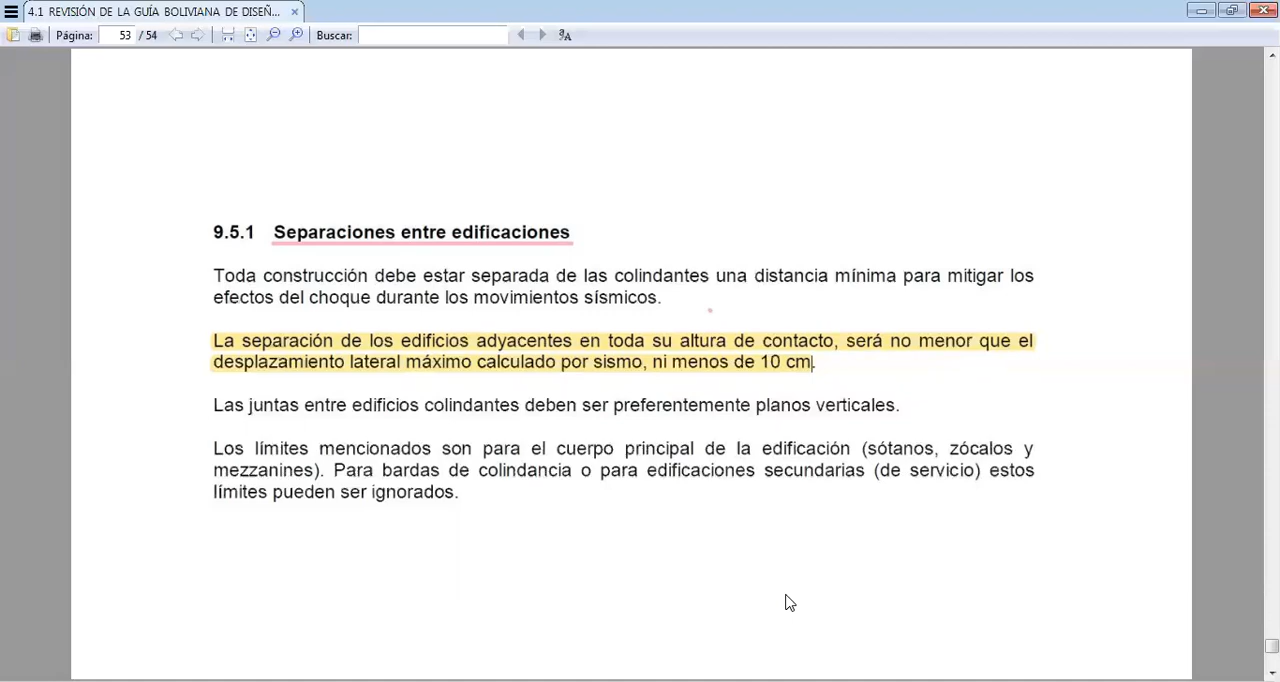 4.1 REVISIÓN DE LA GUÍA BOLIVIANA DE DISEÑ...
Página: 53 / 54 Buscar:
9.5.1 Separaciones entre edificaciones
Toda construcción debe estar separada de las colindantes una distancia mínima para mitigar los
efectos del choque durante los movimientos sísmicos.
La separación de los edificios adyacentes en toda su altura de contacto, será no menor que el
desplazamiento lateral máximo calculado por sismo, ni menos de 10 cm.
Las juntas entre edificios colindantes deben ser preferentemente planos verticales.
Los límites mencionados son para el cuerpo principal de la edificación (sótanos, zócalos y
mezzanines). Para bardas de colindancia o para edificaciones secundarias (de servicio) estos
límites pueden ser ignorados.